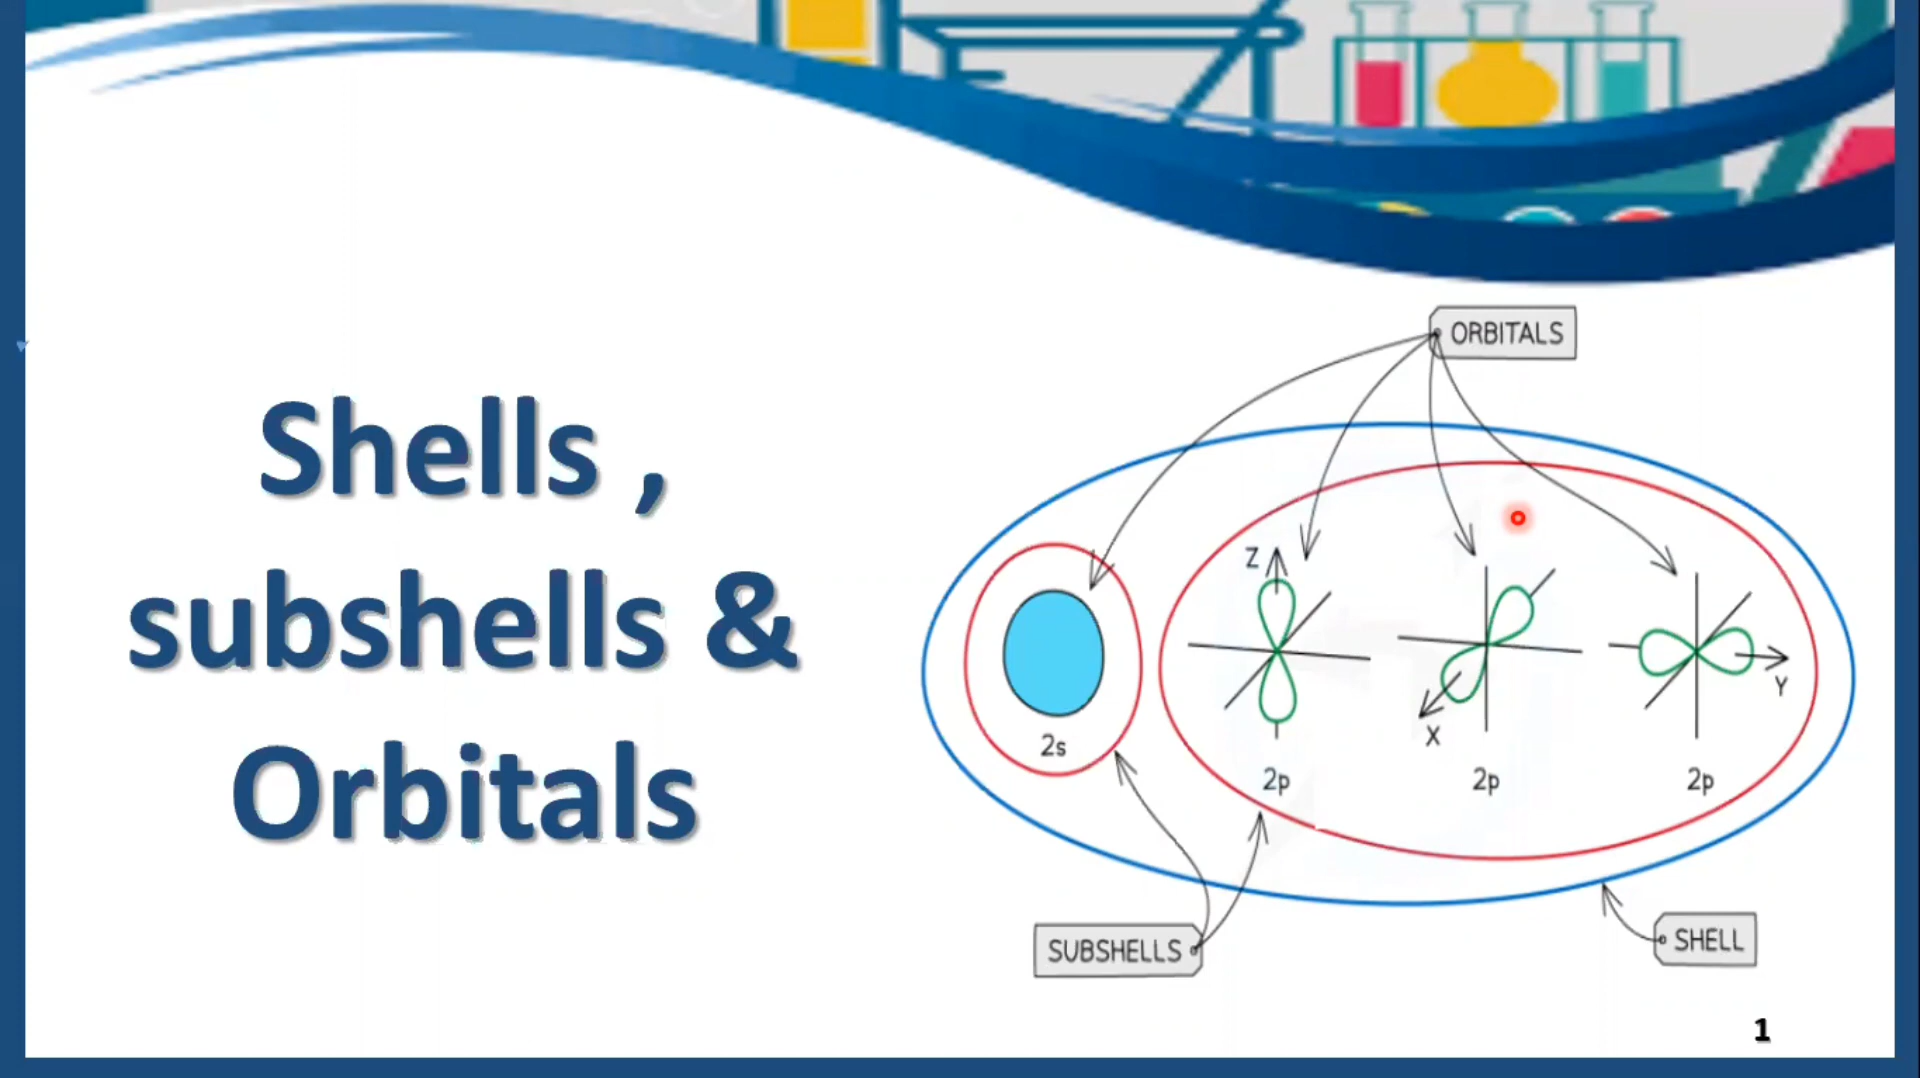 Shells ,
subshells &
Orbitals
ORBITALS
Z
X
Y
2s
2p
2p
2p
SUBSHELLS
SHELL
1